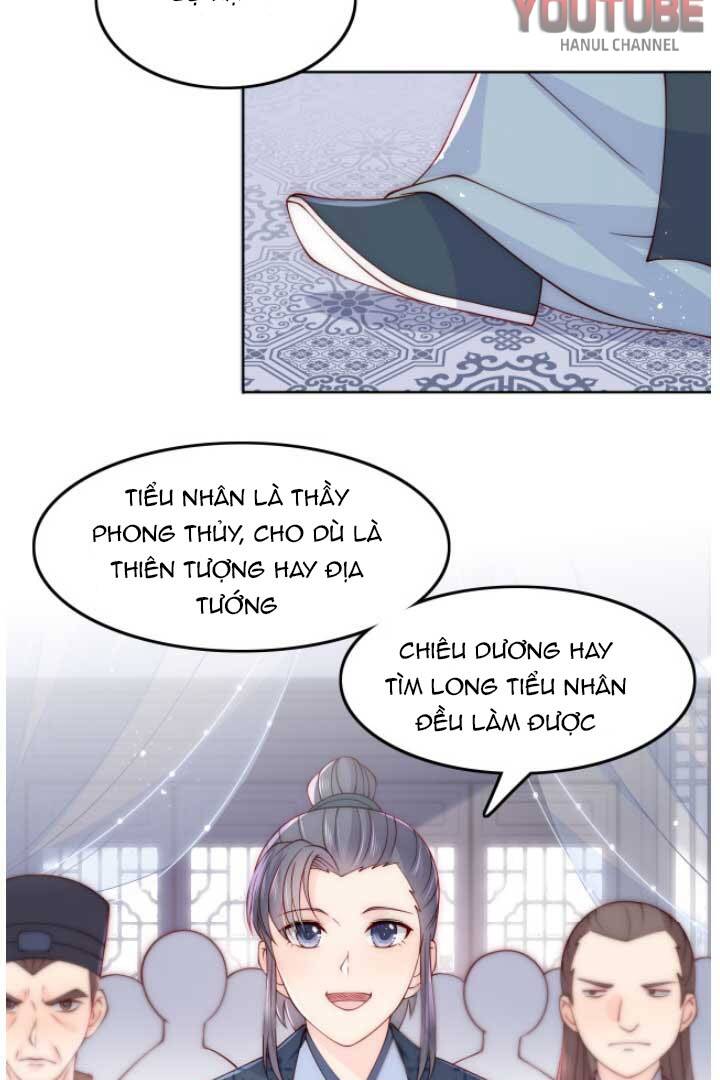 YOUTUBE
HANUL CHANNEL
TIỂU NHÂN LÀ THẦY
PHONG THỦY, CHO DÙ LÀ
THIÊN TƯỢNG HAY ĐỊA
TƯỚNG
CHIÊU DƯƠNG HAY
TÌM LONG TIỂU NHÂN
ĐỀU LÀM ĐƯỢC